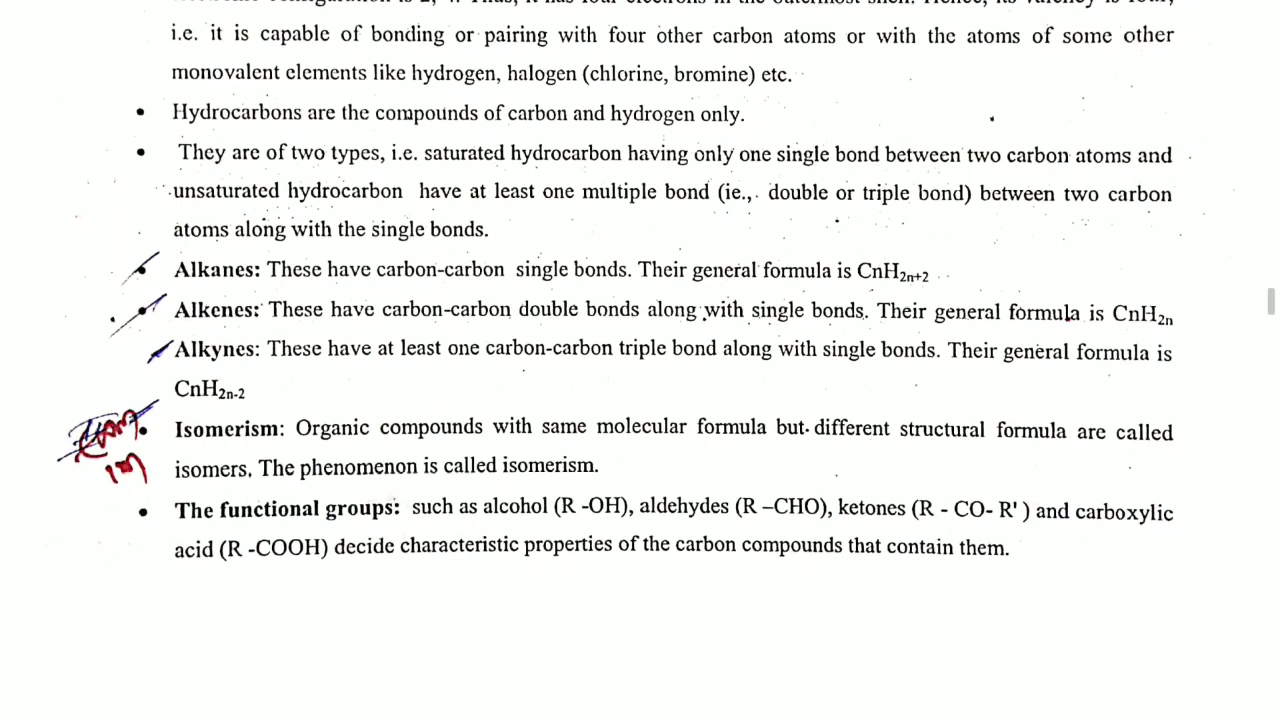 i.e. it is capable of bonding or pairing with four other carbon atoms or with the atoms of some other
monovalent elements like hydrogen, halogen (chlorine, bromine) etc.
• Hydrocarbons are the compounds of carbon and hydrogen only.
• They are of two types, i.e. saturated hydrocarbon having only one single bond between two carbon atoms and
unsaturated hydrocarbon have at least one multiple bond (ie., double or triple bond) between two carbon
atoms along with the single bonds.
• Alkanes: These have carbon-carbon single bonds. Their general formula is CnH₂ₙ₊₂
• Alkenes: These have carbon-carbon double bonds along with single bonds. Their general formula is CnH₂ₙ
Alkynes: These have at least one carbon-carbon triple bond along with single bonds. Their general formula is
CnH₂ₙ₋₂
• Isomerism: Organic compounds with same molecular formula but different structural formula are called
isomers. The phenomenon is called isomerism.
• The functional groups: such as alcohol (R -OH), aldehydes (R –CHO), ketones (R - CO- R' ) and carboxylic
acid (R -COOH) decide characteristic properties of the carbon compounds that contain them.